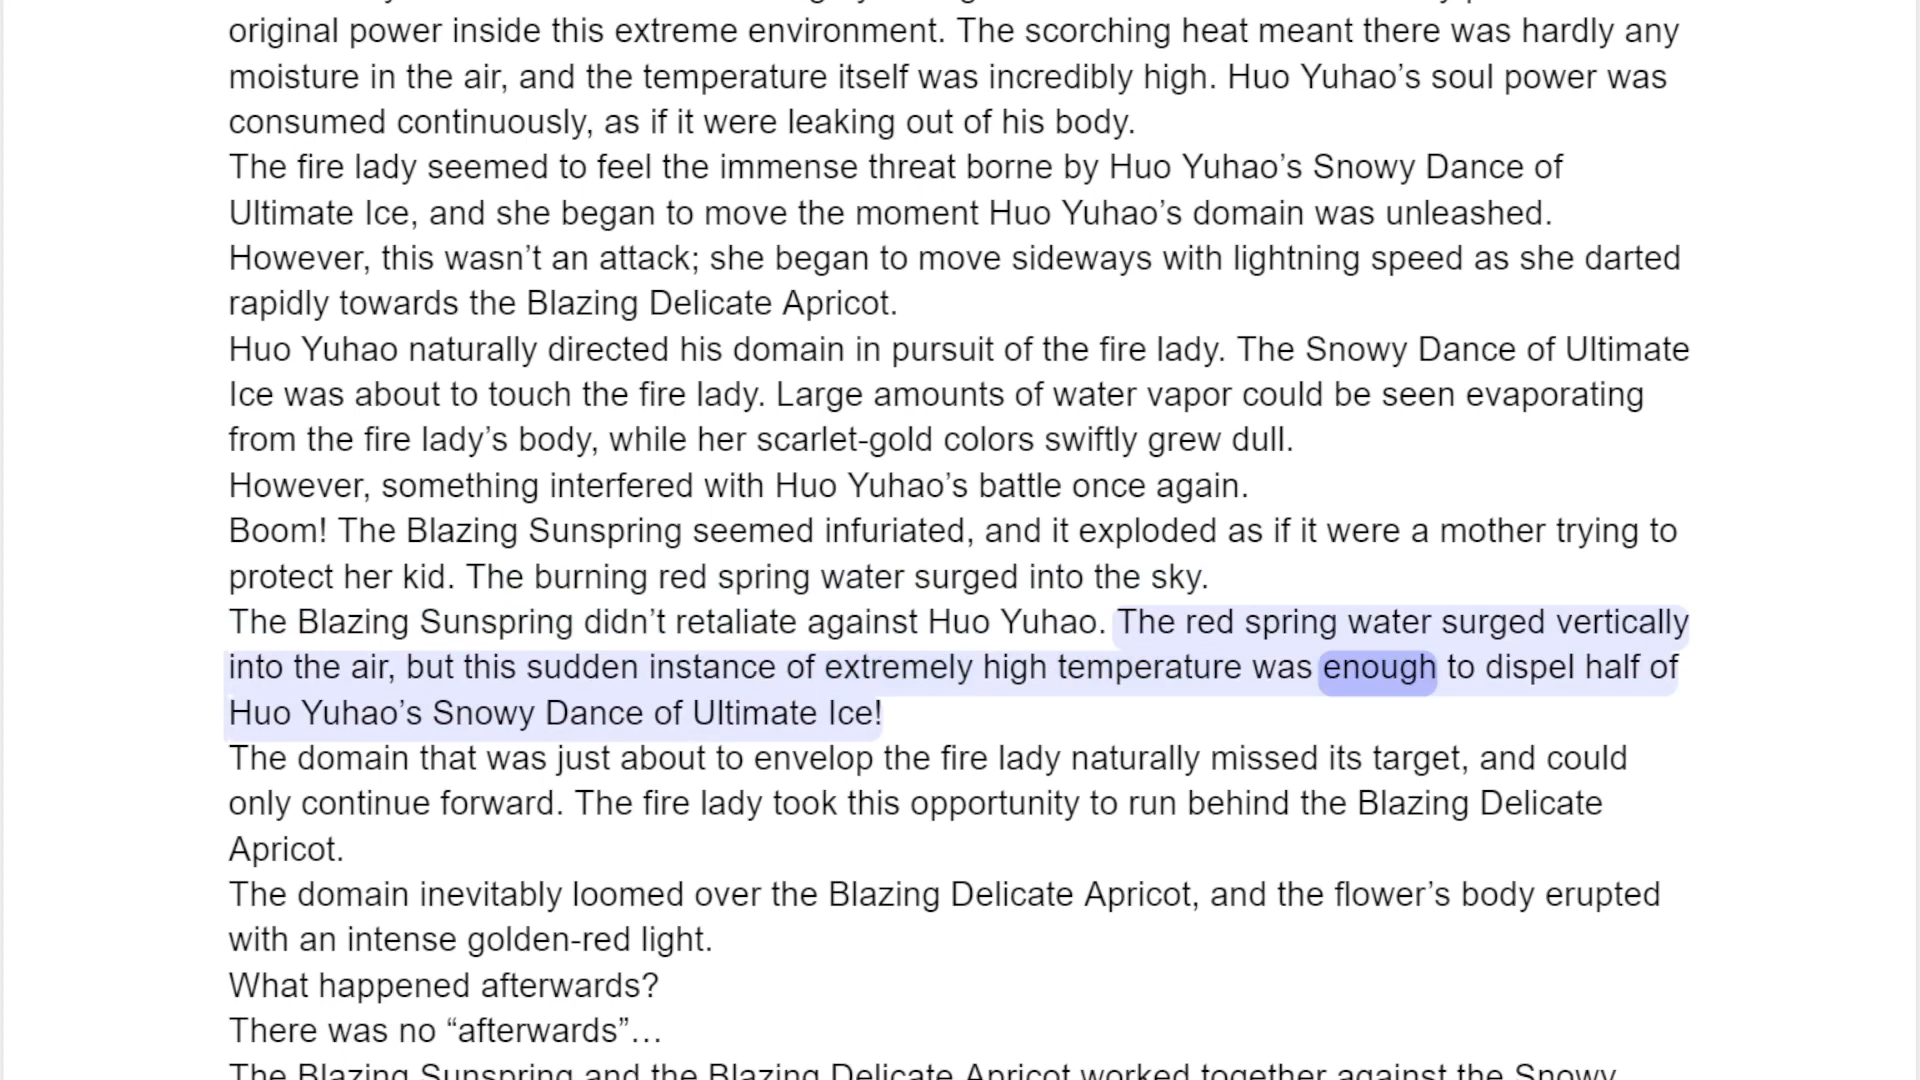 original power inside this extreme environment. The scorching heat meant there was hardly any
moisture in the air, and the temperature itself was incredibly high. Huo Yuhao’s soul power was
consumed continuously, as if it were leaking out of his body.
The fire lady seemed to feel the immense threat borne by Huo Yuhao’s Snowy Dance of
Ultimate Ice, and she began to move the moment Huo Yuhao’s domain was unleashed.
However, this wasn’t an attack; she began to move sideways with lightning speed as she darted
rapidly towards the Blazing Delicate Apricot.
Huo Yuhao naturally directed his domain in pursuit of the fire lady. The Snowy Dance of Ultimate
Ice was about to touch the fire lady. Large amounts of water vapor could be seen evaporating
from the fire lady’s body, while her scarlet-gold colors swiftly grew dull.
However, something interfered with Huo Yuhao’s battle once again.
Boom! The Blazing Sunspring seemed infuriated, and it exploded as if it were a mother trying to
protect her kid. The burning red spring water surged into the sky.
The Blazing Sunspring didn’t retaliate against Huo Yuhao. The red spring water surged vertically
into the air, but this sudden instance of extremely high temperature was enough to dispel half of
Huo Yuhao’s Snowy Dance of Ultimate Ice!
The domain that was just about to envelop the fire lady naturally missed its target, and could
only continue forward. The fire lady took this opportunity to run behind the Blazing Delicate
Apricot.
The domain inevitably loomed over the Blazing Delicate Apricot, and the flower’s body erupted
with an intense golden-red light.
What happened afterwards?
There was no “afterwards”…
The Blazing Sunspring and the Blazing Delicate Apricot worked together against the Snowy